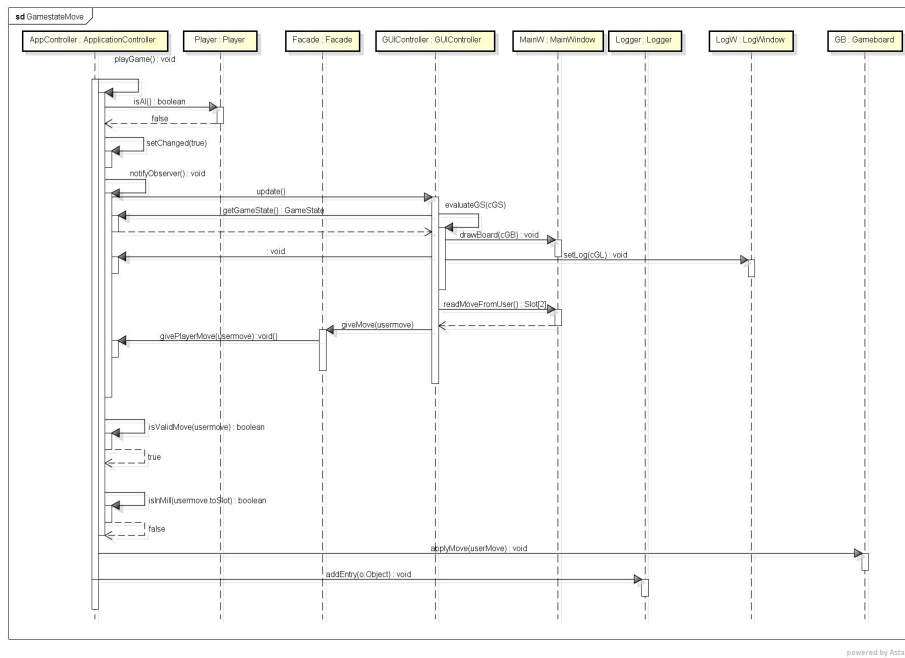 sd GamestateMove
AppController : ApplicationController
Player : Player
Facade : Facade
GUIController : GUIController
MainW : MainWindow
Logger : Logger
LogW : LogWindow
GB : Gameboard
playGame() : void
isAI() : boolean
false
setChanged(true)
notifyObserver() : void
update()
evaluateGS(cGS)
getGameState() : GameState
drawBoard(cGB) : void
: void
setLog(cGL) : void
readMoveFromUser() : Slot[2]
giveMove(usermove)
givePlayerMove(usermove) :void()
isValidMove(usermove) : boolean
true
isInMill(usermove.toSlot) : boolean
false
applyMove(userMove) : void
addEntry(o:Object) : void
powered by Asta